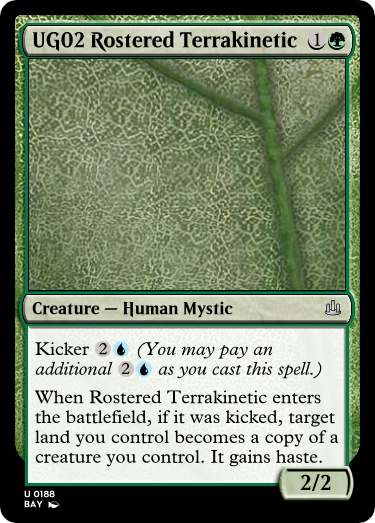 UG02 Rostered Terrakinetic 1
Creature — Human Mystic
Kicker 2 (You may pay an
additional 2 as you cast this spell.)
When Rostered Terrakinetic enters
the battlefield, if it was kicked, target
land you control becomes a copy of a
creature you control. It gains haste.
2/2
U 0188
BAY